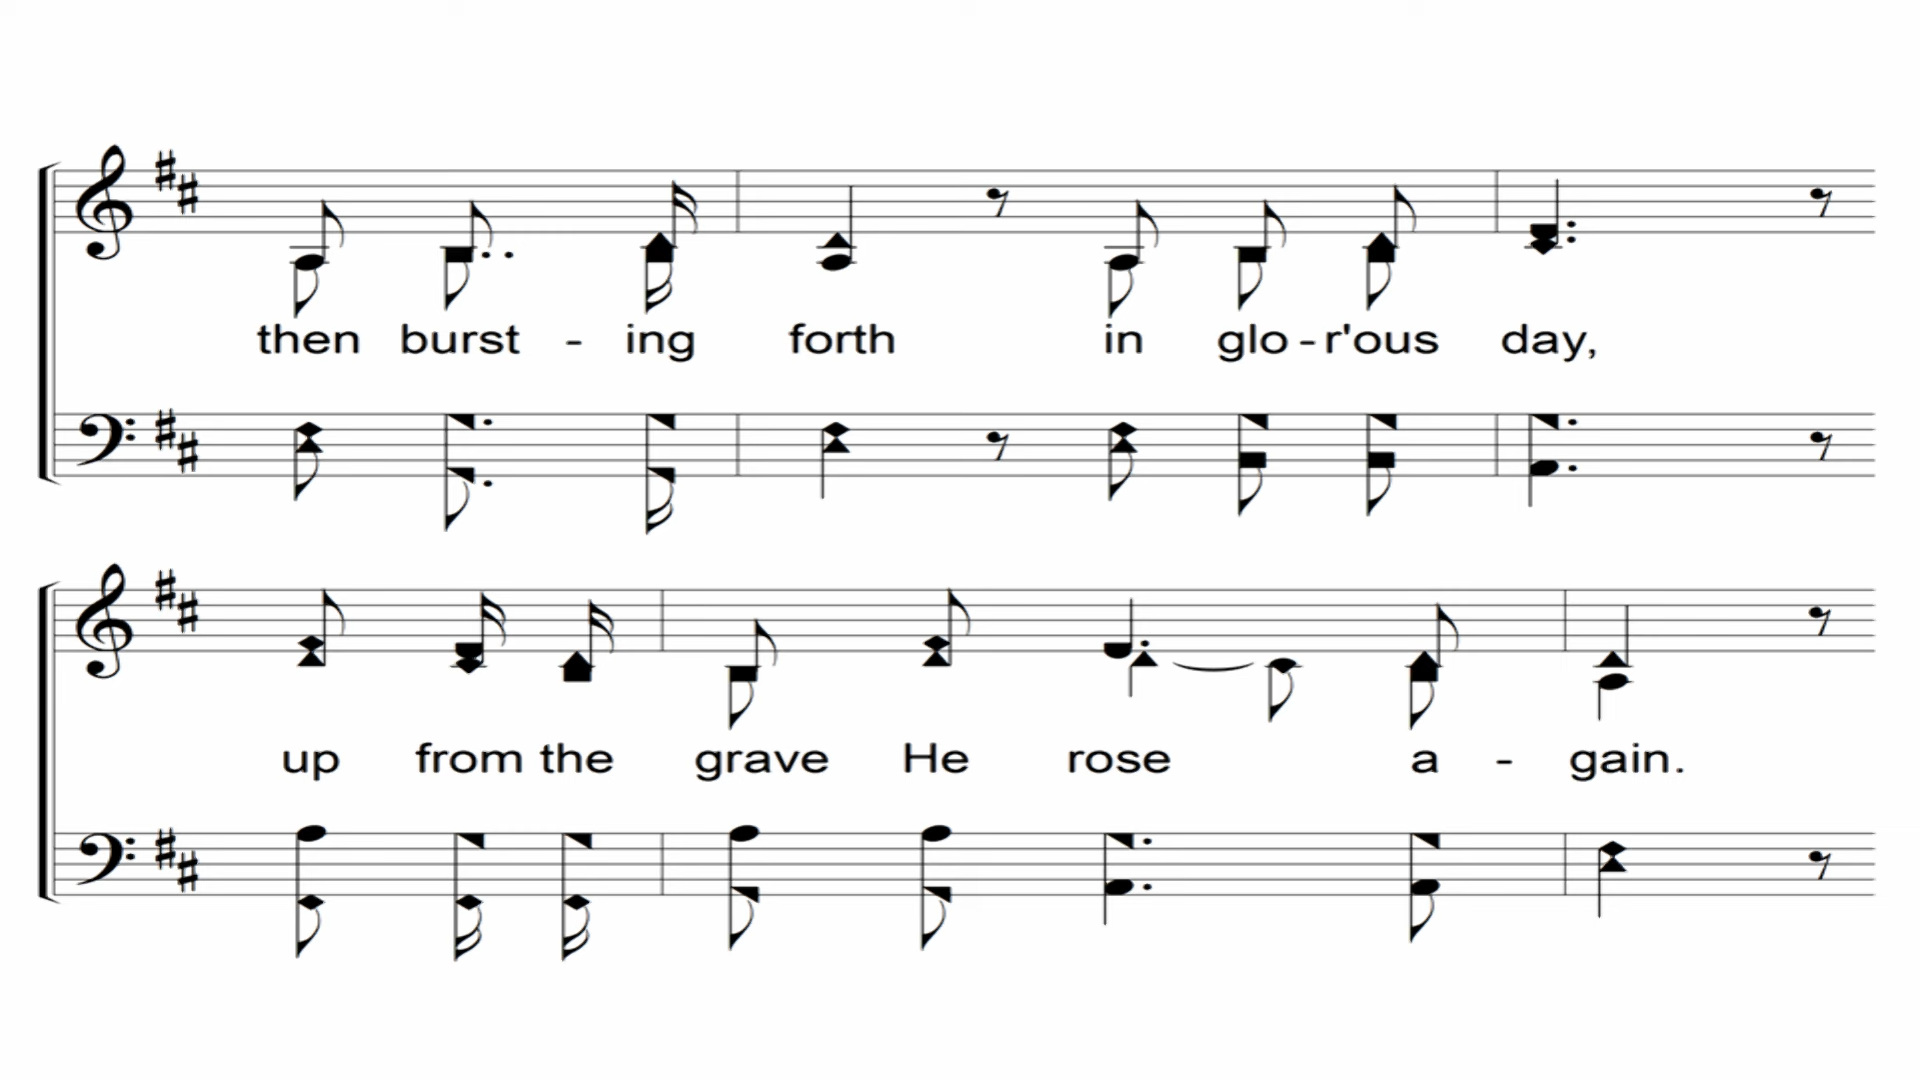 then burst - ing forth in glo - r'ous day,
up from the grave He rose a - gain.